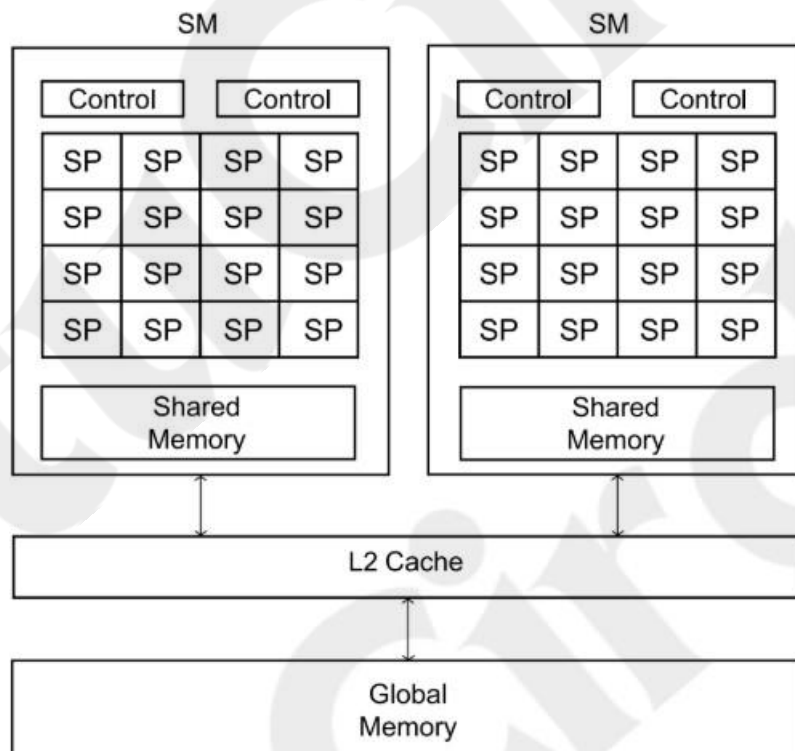 SM SM
Control Control Control Control
SP SP SP SP SP SP SP SP
SP SP SP SP SP SP SP SP
SP SP SP SP SP SP SP SP
SP SP SP SP SP SP SP SP
Shared Shared
Memory Memory
L2 Cache
Global
Memory